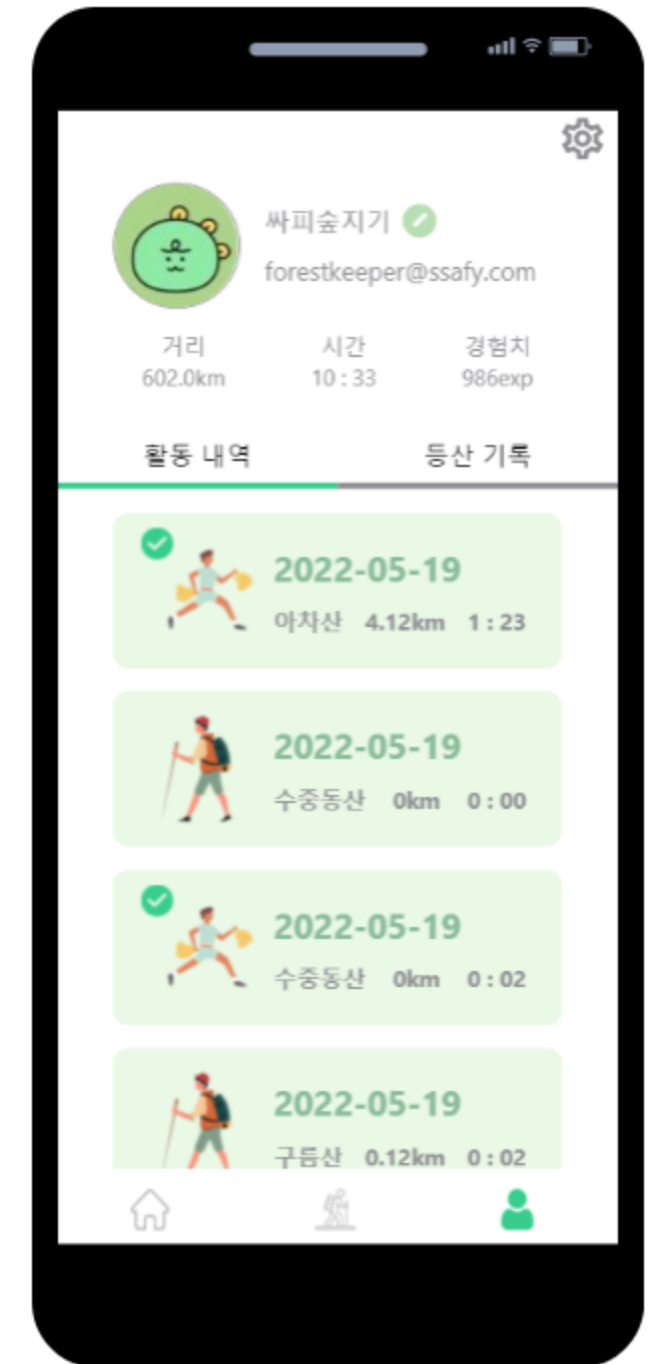 싸피숲지기
forestkeeper@ssafy.com
거리 시간 경험치
602.0km 10 : 33 986exp
활동 내역 등산 기록
2022-05-19
아차산 4.12km 1 : 23
2022-05-19
수중동산 0km 0 : 00
2022-05-19
수중동산 0km 0 : 02
2022-05-19
구름산 0.12km 0 : 02